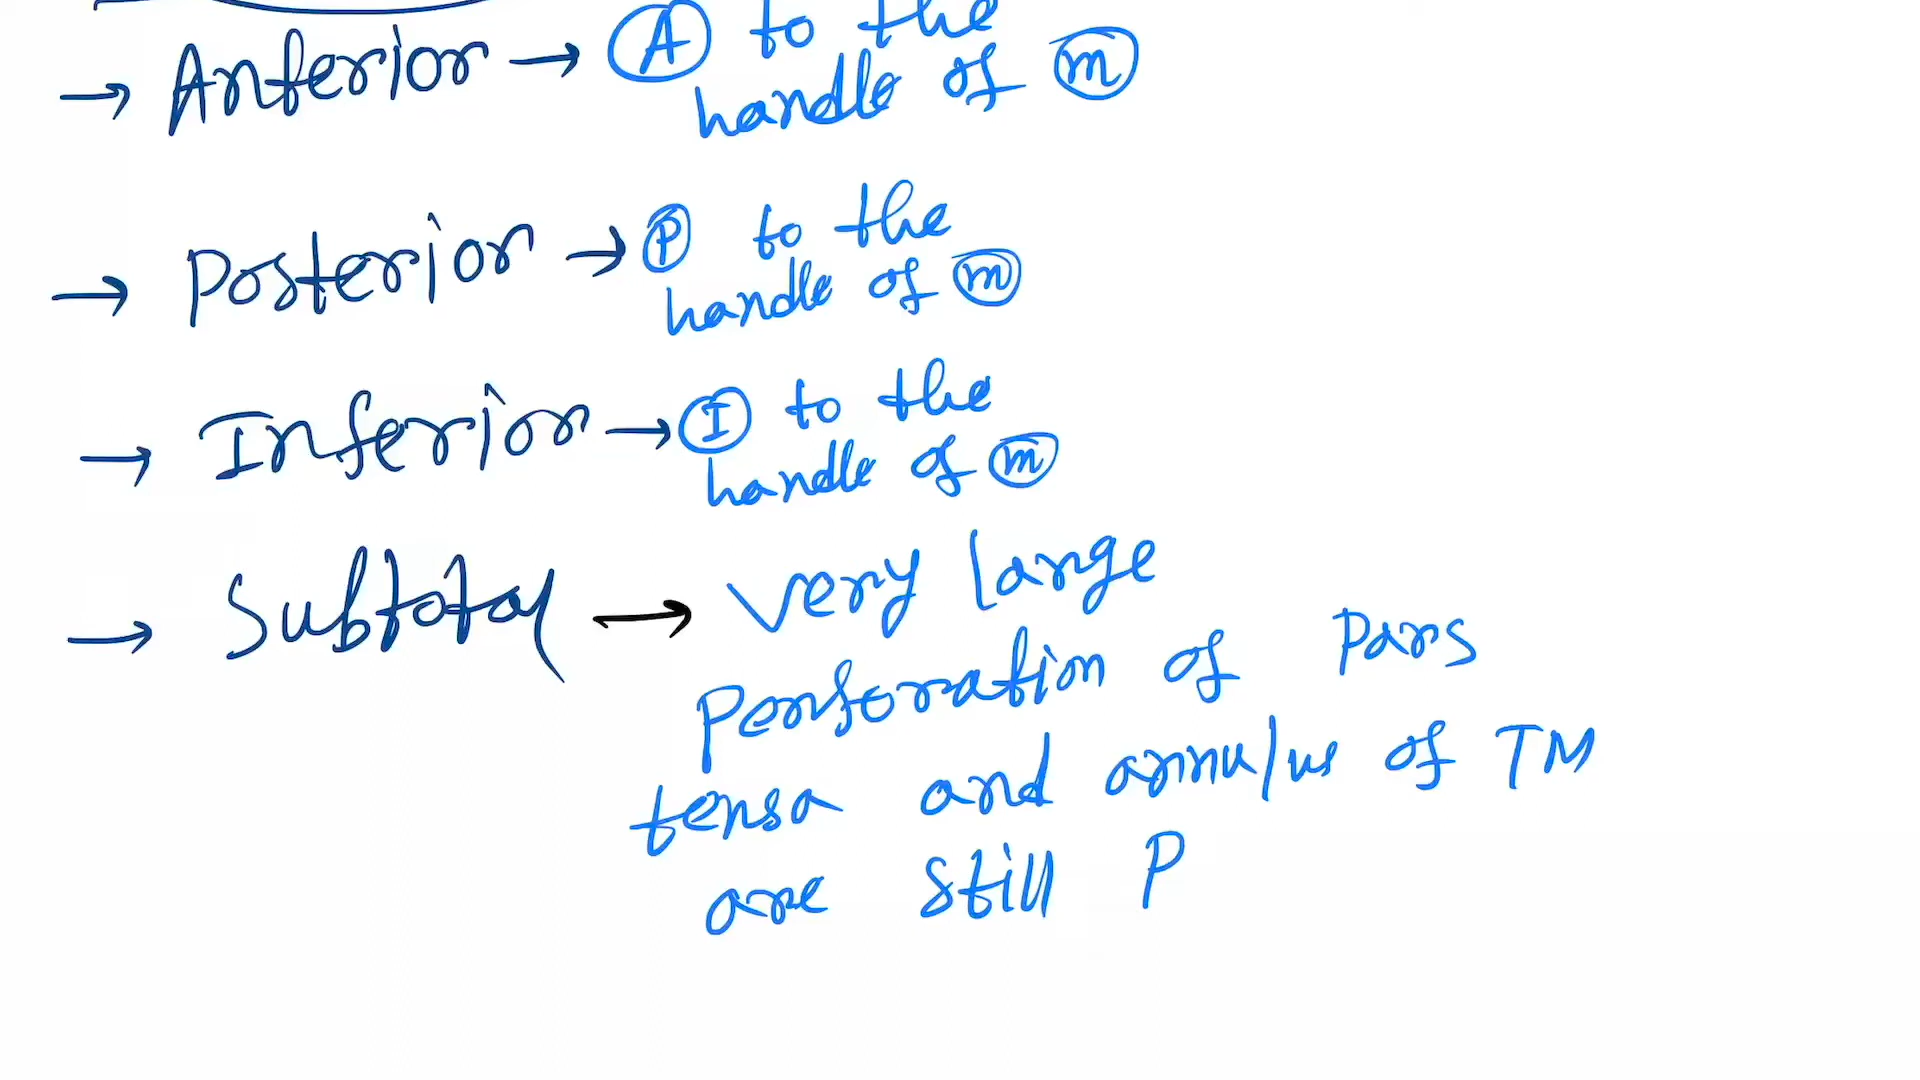 → Anterior → Ⓐ to the
handle of ⓜ
→ Posterior → Ⓟ to the
handle of ⓜ
→ Inferior → Ⓘ to the
handle of ⓜ
→ Subtotal → very large
perforation of Pars
tensa and annulus of TM
are still P